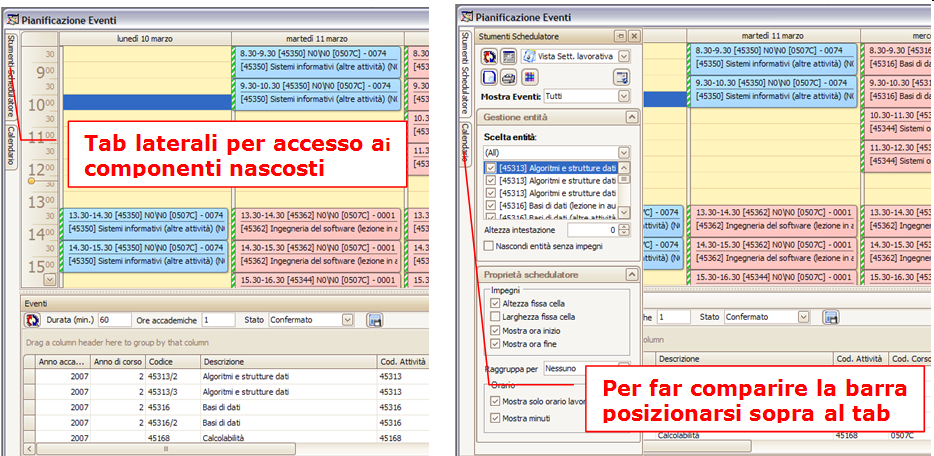 Pianificazione Eventi
Stumenti Schedulatore
Calendario
lunedì 10 marzo
martedì 11 marzo
30
9 00
30
10 00
30
11 00
30
12 00
30
13 00
30
14 00
30
15 00
8.30-9.30 [45350] N0\N0 [0507C] - 0074
[45350] Sistemi informativi (altre attività) (N0
9.30-10.30 [45350] N0\N0 [0507C] - 0074
[45350] Sistemi informativi (altre attività) (N0
Tab laterali per accesso ai
componenti nascosti
13.30-14.30 [45350] N0\N0 [0507C] - 0074
[45350] Sistemi informativi (altre attività) (N0
14.30-15.30 [45350] N0\N0 [0507C] - 0074
[45350] Sistemi informativi (altre attività) (N0
13.30-14.30 [45362] N0\N0 [0507C] - 0001
[45362] Ingegneria del software (lezione in a
14.30-15.30 [45362] N0\N0 [0507C] - 0001
[45362] Ingegneria del software (lezione in a
15.30-16.30 [45344] N0\N0 [0507C] - 0001
Eventi
Durata (min.) 60 Ore accademiche 1 Stato Confermato
Drag a column header here to group by that column
Anno acca... Anno di corso Codice Descrizione Cod. Attività
2007 2 45313/2 Algoritmi e strutture dati 45313
2007 2 45313/3 Algoritmi e strutture dati 45313
2007 2 45316 Basi di dati 45316
2007 2 45316/2 Basi di dati 45316
2007 45168 Calcolabilità 45168
Pianificazione Eventi
Stumenti Schedulatore
Calendario
Stumenti Schedulatore
Vista Sett. lavorativa
Mostra Eventi: Tutti
Gestione entità
Scelta entità:
(All)
[45313] Algoritmi e strutture dati
[45313] Algoritmi e strutture dati
[45313] Algoritmi e strutture dati
[45316] Basi di dati (lezione in au
[45316] Basi di dati (altre attività
Altezza intestazione 0
Nascondi entità senza impegni
Proprietà schedulatore
Impegni
Altezza fissa cella
Larghezza fissa cella
Mostra ora inizio
Mostra ora fine
Raggruppa per Nessuno
Orario
Mostra solo orario lavor
Mostra minuti
martedì 11 marzo
merc
8.30-9.30 [45350] N0\N0 [0507C] - 0074
[45350] Sistemi informativi (altre attività) (N0
9.30-10.30 [45350] N0\N0 [0507C] - 0074
[45350] Sistemi informativi (altre attività) (N0
8.30-9.30 [45316
[45316] Basi di da
9.30-10.30 [4531
[45316] Basi di da
10.30-11.30 [453
[45344] Sistemi o
11.30-12.30 [453
[45344] Sistemi o
13.30-14.30 [45362] N0\N0 [0507C] - 0001
[45362] Ingegneria del software (lezione in a
14.30-15.30 [45362] N0\N0 [0507C] - 0001
[45362] Ingegneria del software (lezione in a
15.30-16.30 [45344] N0\N0 [0507C] - 0001
13.30-14.30 [453
[45362] Ingegner
14.30-15.30 [453
[45362] Ingegner
15.30-16.30 [453
1 Stato Confermato
Descrizione Cod. Attività Cod. Corso
Per far comparire la barra
posizionarsi sopra al tab
Calcolabilità 45168 0507C